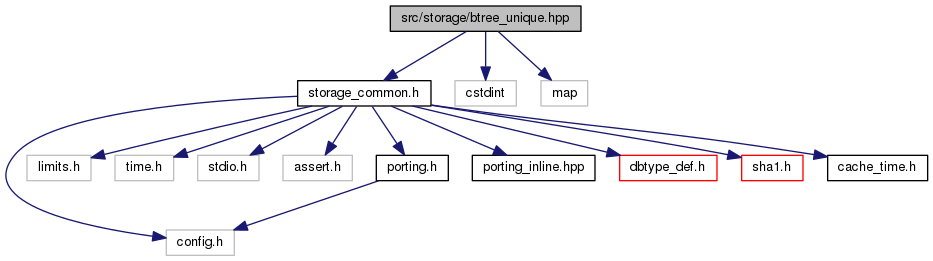 src/storage/btree_unique.hpp
storage_common.h
cstdint
map
limits.h
time.h
stdio.h
assert.h
porting.h
porting_inline.hpp
dbtype_def.h
sha1.h
cache_time.h
config.h